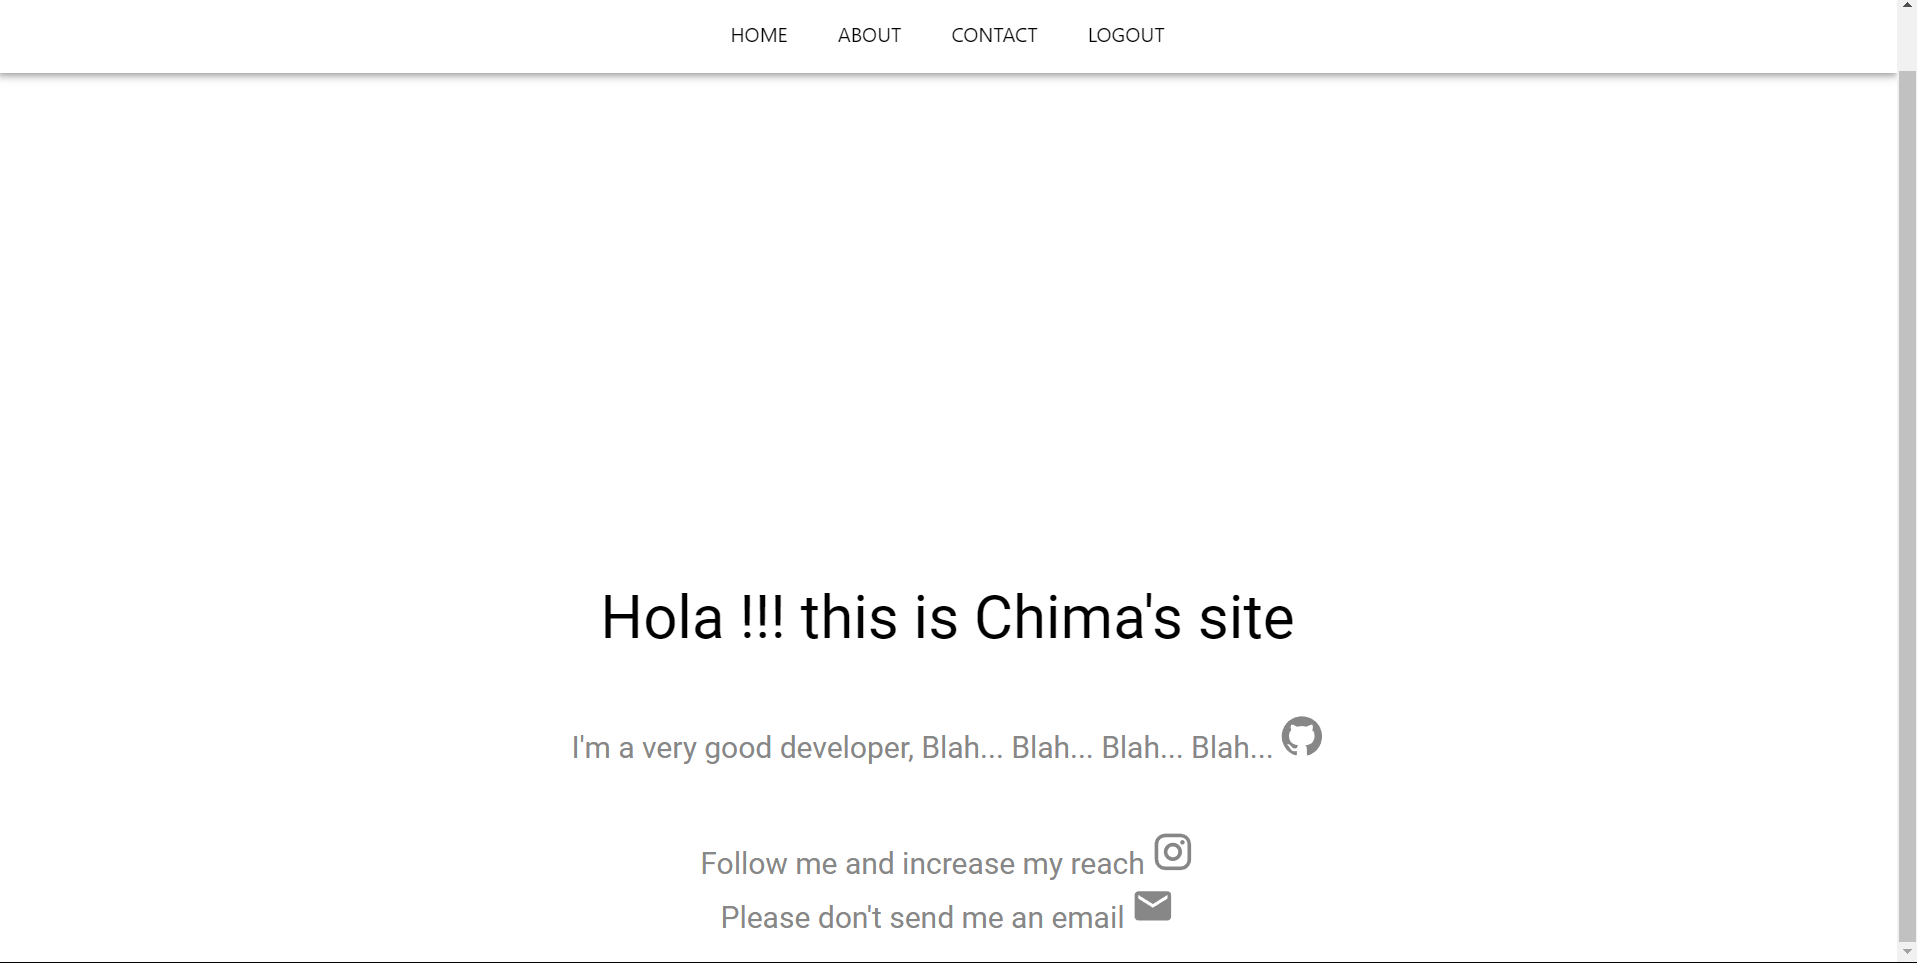 HOME ABOUT CONTACT LOGOUT
Hola !!! this is Chima's site
I'm a very good developer, Blah... Blah... Blah... Blah...
Follow me and increase my reach
Please don't send me an email